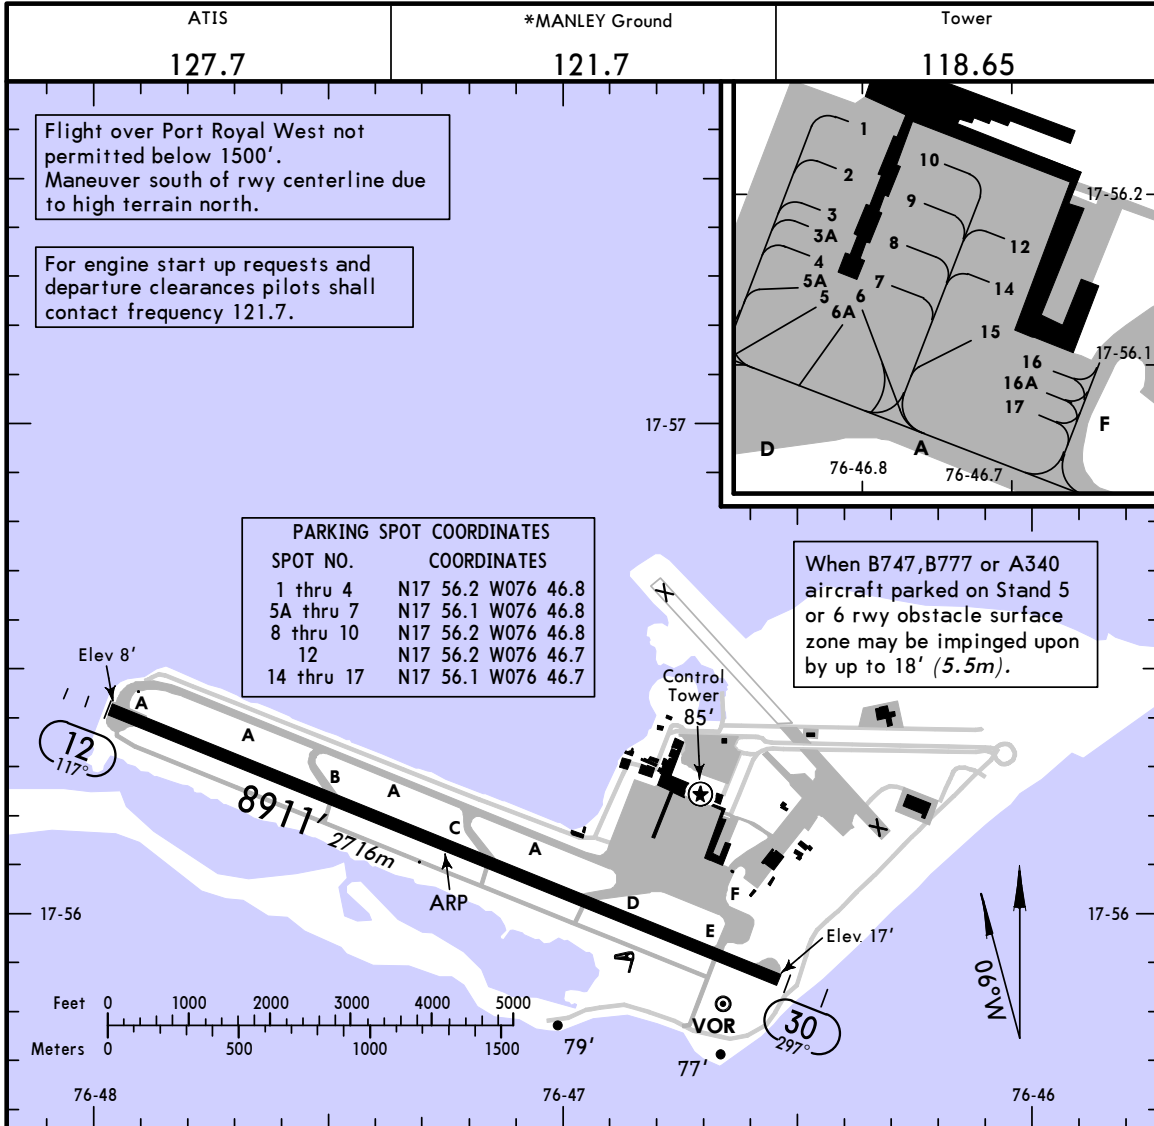 ATIS
127.7
*MANLEY Ground
121.7
Tower
118.65
Flight over Port Royal West not
permitted below 1500'.
Maneuver south of rwy centerline due
to high terrain north.
For engine start up requests and
departure clearances pilots shall
contact frequency 121.7.
1
2
3
3A
4
5A
5
6
6A
7
8
9
10
12
14
15
16
16A
17
17-56.2
17-56.1
D
A
F
76-46.8
76-46.7
17-57
PARKING SPOT COORDINATES
SPOT NO. COORDINATES
1 thru 4 N17 56.2 W076 46.8
5A thru 7 N17 56.1 W076 46.8
8 thru 10 N17 56.2 W076 46.8
12 N17 56.2 W076 46.7
14 thru 17 N17 56.1 W076 46.7
When B747,B777 or A340
aircraft parked on Stand 5
or 6 rwy obstacle surface
zone may be impinged upon
by up to 18' (5.5m).
Elev 8'
Control
Tower
85'
X
X
A
A
B
A
C
A
D
E
F
12
117°
8911'
2716m
ARP
17-56
17-56
Elev 17'
06°W
VOR
30
297°
79'
77'
Feet 0 1000 2000 3000 4000 5000
Meters 0 500 1000 1500
76-48
76-47
76-46